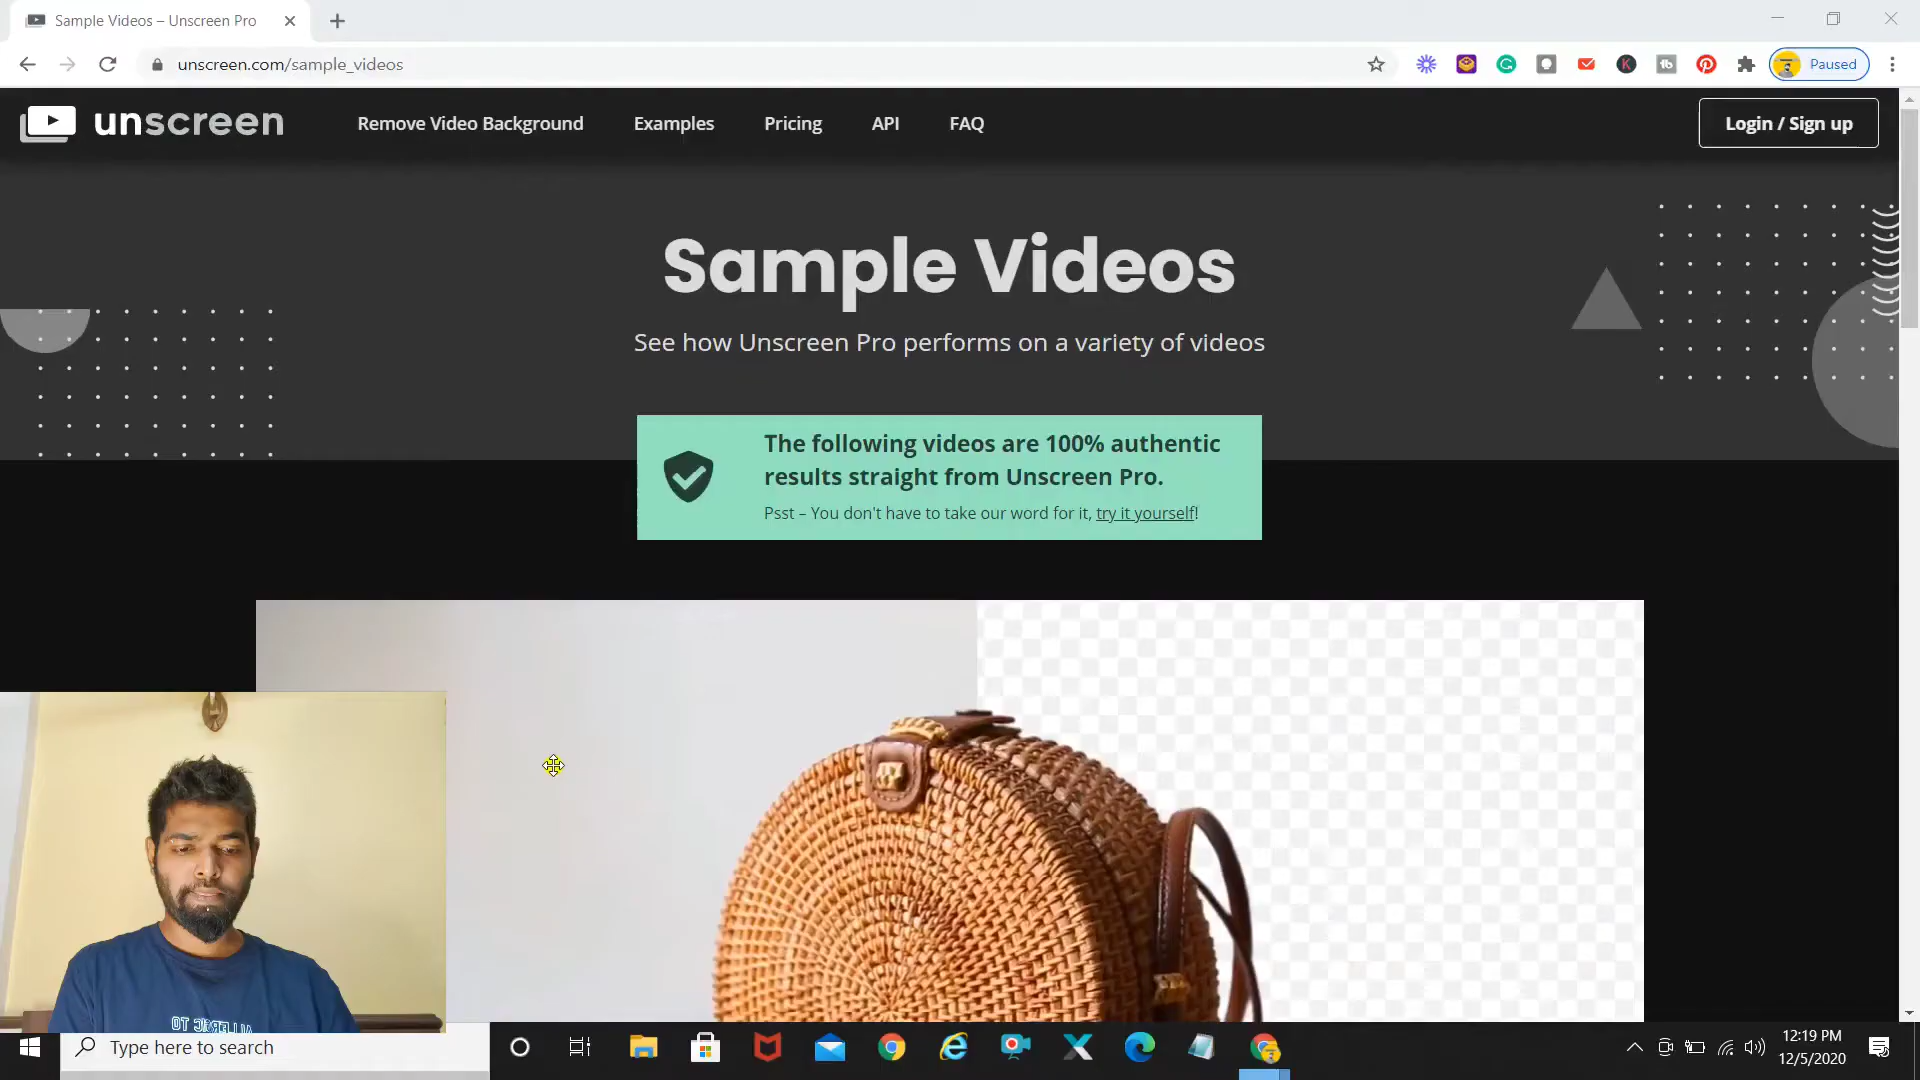 Sample Videos – Unscreen Pro
unscreen.com/sample_videos
Paused
unscreen
Remove Video Background
Examples
Pricing
API
FAQ
Login / Sign up
Sample Videos
See how Unscreen Pro performs on a variety of videos
The following videos are 100% authentic
results straight from Unscreen Pro.
Psst – You don't have to take our word for it, try it yourself!
Type here to search
12:19 PM
12/5/2020